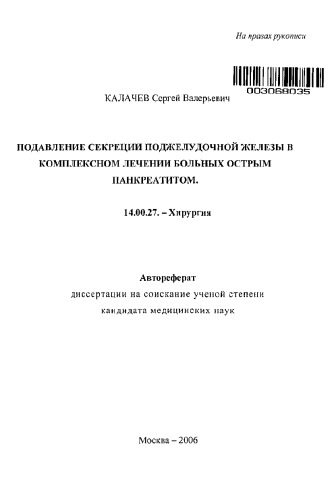 На правах рукописи
003068035
КАЛАЧЕВ Сергей Валерьевич
ПОДАВЛЕНИЕ СЕКРЕЦИИ ПОДЖЕЛУДОЧНОЙ ЖЕЛЕЗЫ В
КОМПЛЕКСНОМ ЛЕЧЕНИИ БОЛЬНЫХ ОСТРЫМ
ПАНКРЕАТИТОМ.
14.00.27. – Хирургия
Автореферат
диссертации на соискание ученой степени
кандидата медицинских наук
Москва – 2006